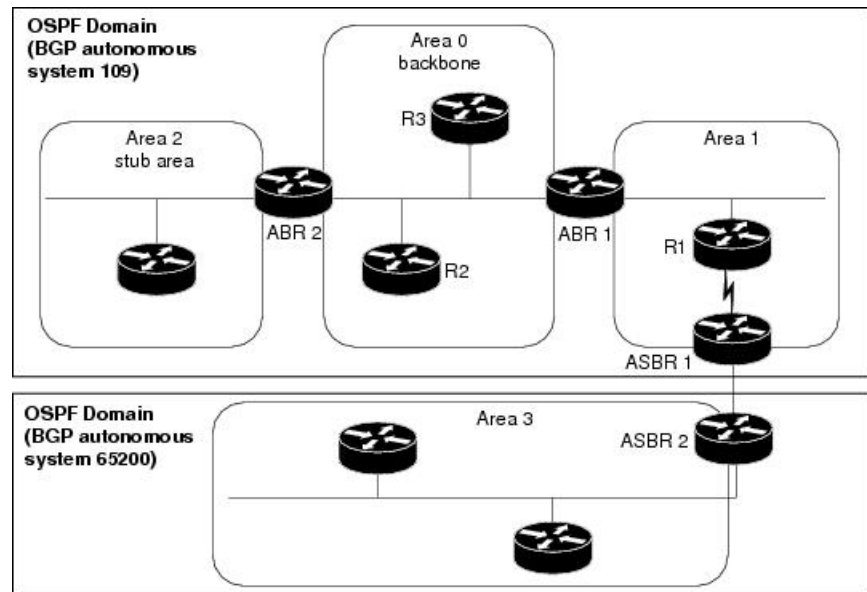 OSPF Domain
(BGP autonomous
system 109)
Area 0
backbone
R3
Area 2
stub area
Area 1
ABR 2
ABR 1
R1
R2
ASBR 1
OSPF Domain
(BGP autonomous
system 65200)
Area 3
ASBR 2